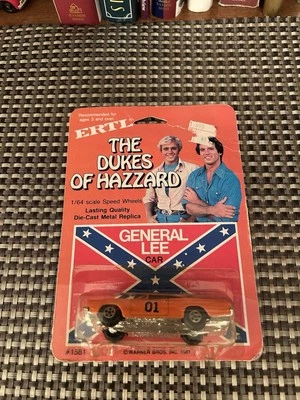 Recommended for
ages 3 and over
ERTL®
THE
DUKES
OF HAZZARD
1/64 scale Speed Wheels
Lasting Quality
Die-Cast Metal Replica
GENERAL
LEE
CAR
01
#1581
© WARNER BROS. INC. 1981